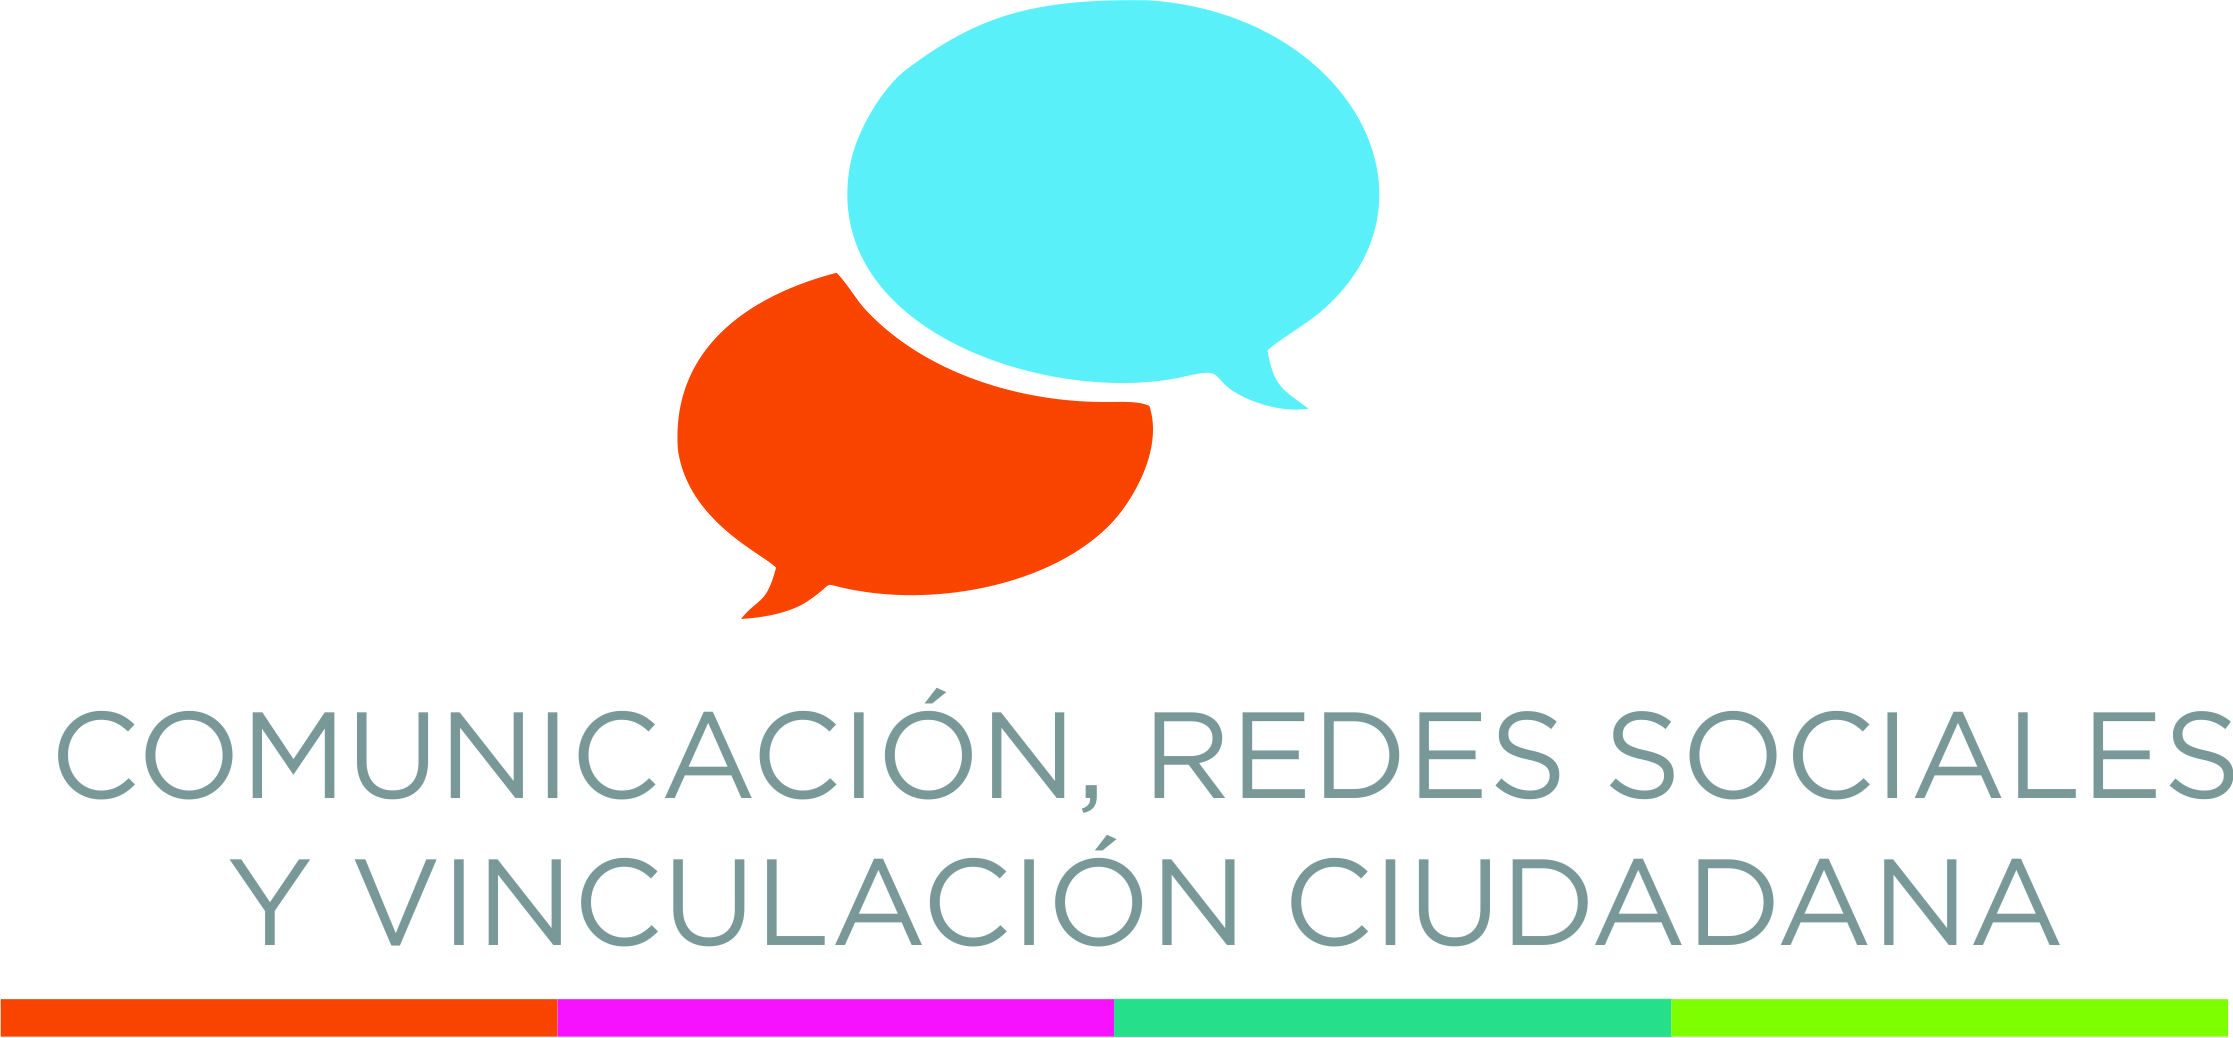 COMUNICACIÓN, REDES SOCIALES
Y VINCULACIÓN CIUDADANA